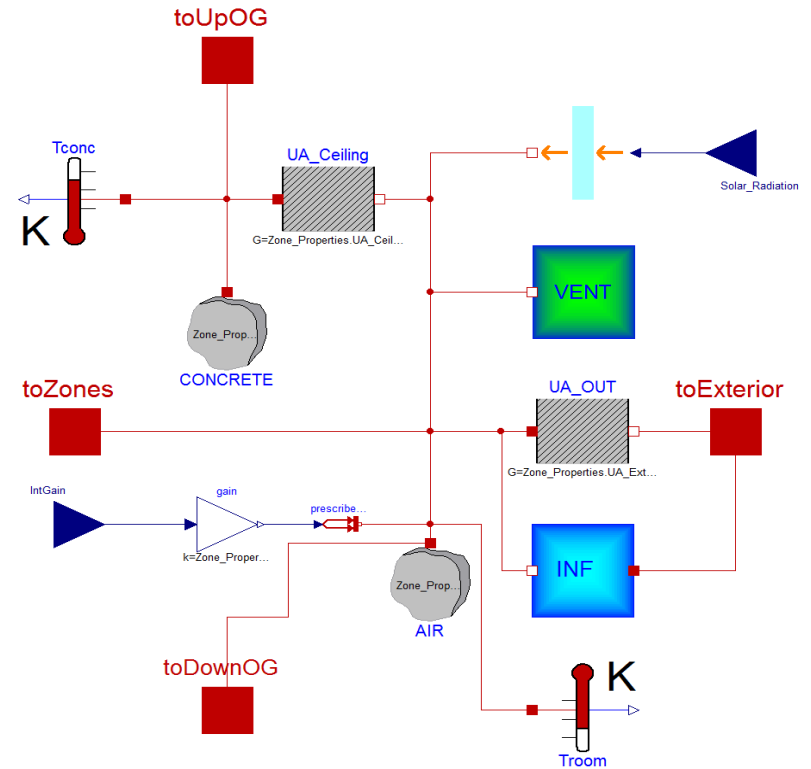 toUpOG
Tconc
UA_Ceiling
Solar_Radiation
K
G=Zone_Properties.UA_Ceil...
VENT
Zone_Prop...
CONCRETE
toZones
UA_OUT
toExterior
G=Zone_Properties.UA_Ext...
IntGain
gain
prescribe...
k=Zone_Proper...
INF
Zone_Prop...
AIR
toDownOG
K
Troom